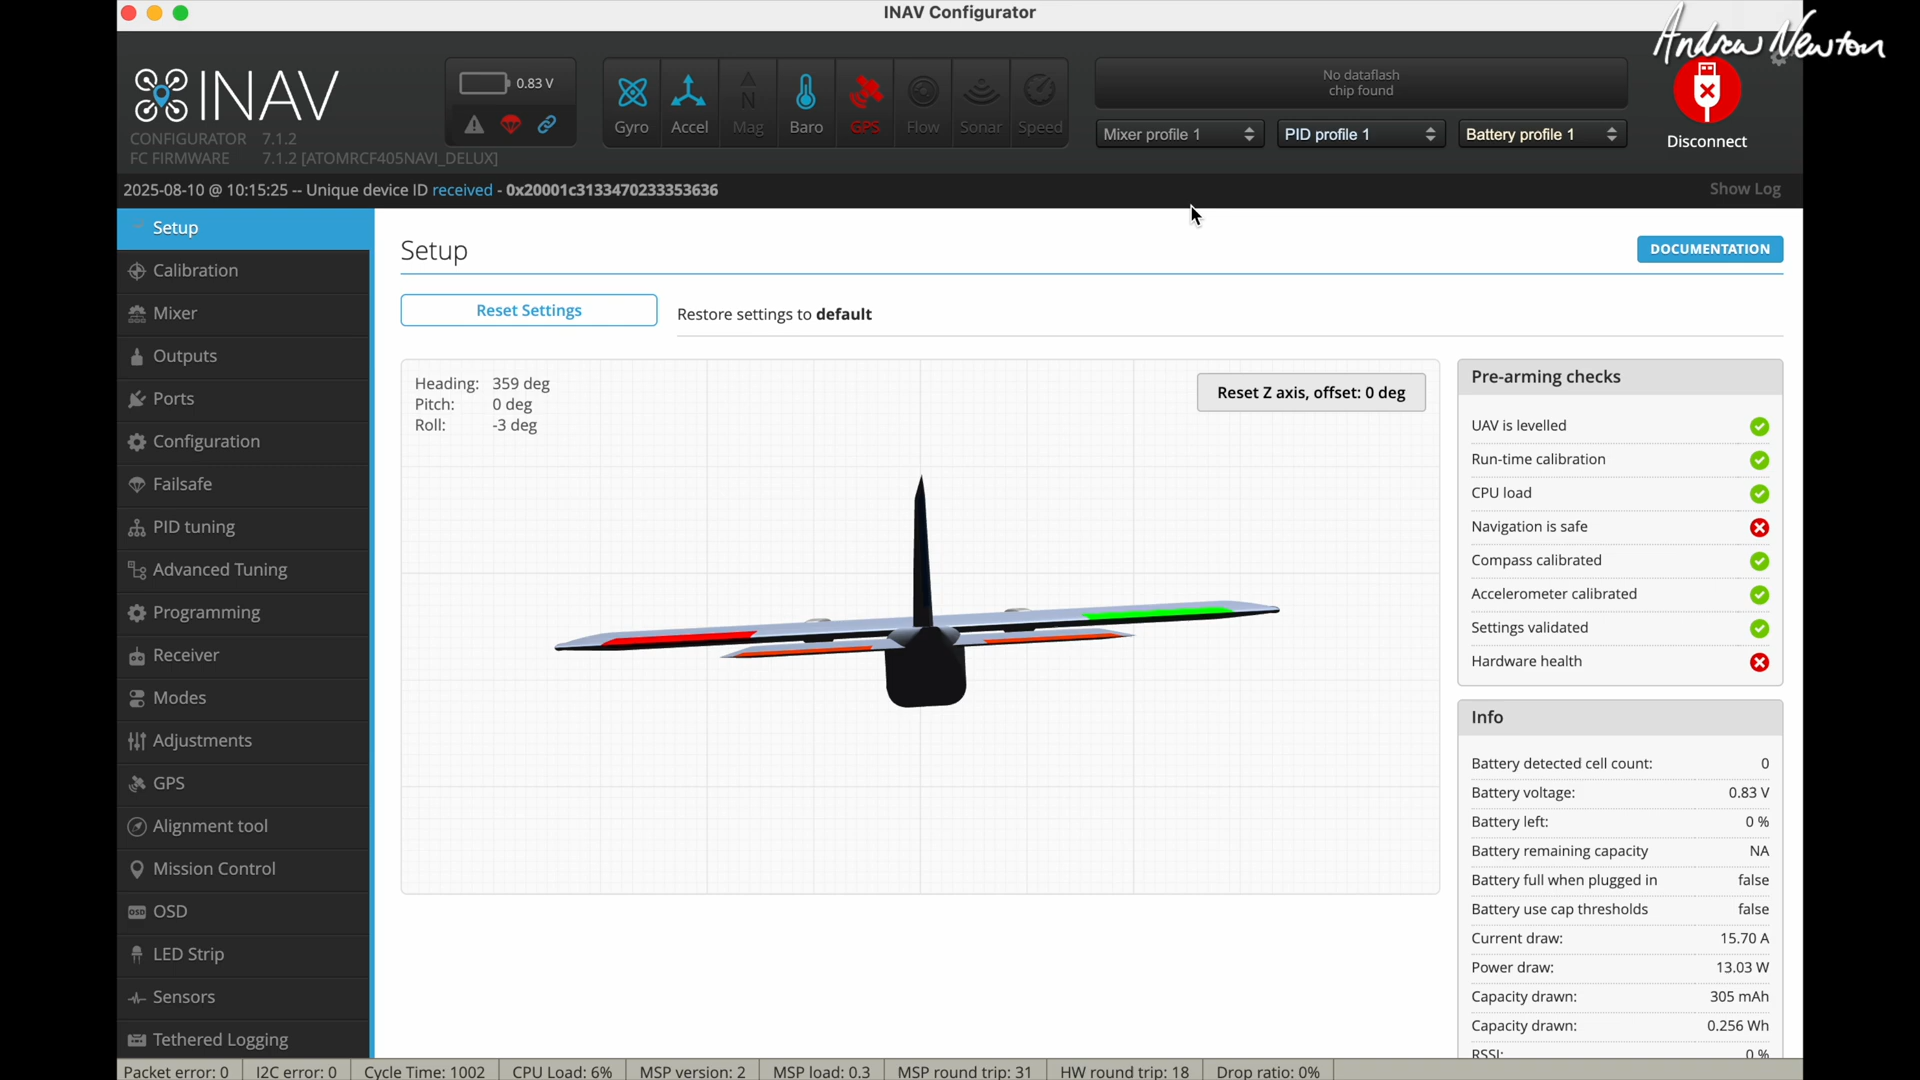 INAV Configurator
Andrew Newton
INAV
CONFIGURATOR 7.1.2
FC FIRMWARE 7.1.2 [ATOMRCF405NAVI_DELUX]
0.83 V
Gyro
Accel
N
Mag
Baro
GPS
Flow
Sonar
Speed
No dataflash
chip found
Mixer profile 1
PID profile 1
Battery profile 1
Disconnect
2025-08-10 @ 10:15:25 -- Unique device ID received - 0x20001c3133470233353636
Show Log
Setup
Calibration
Mixer
Outputs
Ports
Configuration
Failsafe
PID tuning
Advanced Tuning
Programming
Receiver
Modes
Adjustments
GPS
Alignment tool
Mission Control
OSD
LED Strip
Sensors
Tethered Logging
Setup
DOCUMENTATION
Reset Settings
Restore settings to default
Heading: 359 deg
Pitch: 0 deg
Roll: -3 deg
Reset Z axis, offset: 0 deg
Pre-arming checks
UAV is levelled
Run-time calibration
CPU load
Navigation is safe
Compass calibrated
Accelerometer calibrated
Settings validated
Hardware health
Info
Battery detected cell count: 0
Battery voltage: 0.83 V
Battery left: 0 %
Battery remaining capacity NA
Battery full when plugged in false
Battery use cap thresholds false
Current draw: 15.70 A
Power draw: 13.03 W
Capacity drawn: 305 mAh
Capacity drawn: 0.256 Wh
RSSI: 0 %
Packet error: 0
I2C error: 0
Cycle Time: 1002
CPU Load: 6%
MSP version: 2
MSP load: 0.3
MSP round trip: 31
HW round trip: 18
Drop ratio: 0%